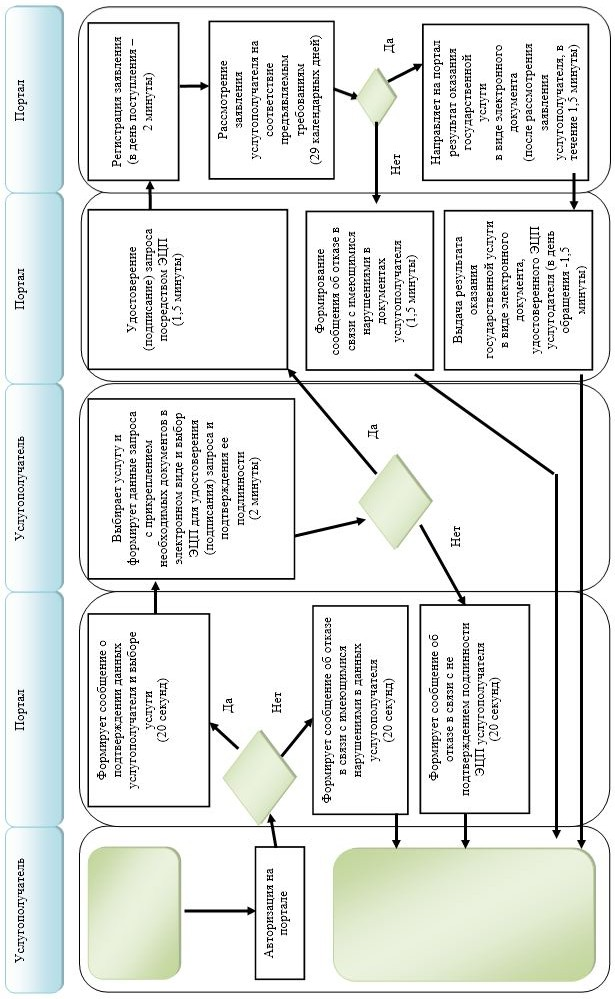 Услугополучатель
Портал
Услугополучатель
Портал
Портал
Авторизация на
портале
Формирует сообщение о
подтверждении данных
услугополучателя и выборе
услуги
(20 секунд)
Да
Нет
Формирует сообщение об отказе
в связи с имеющимися
нарушениями в данных
услугополучателя
(20 секунд)
Формирует сообщение об
отказе в связи с не
подтверждением подлинности
ЭЦП услугополучателя
(20 секунд)
Выбирает услугу и
формирует данные запроса
с прикреплением
необходимых документов в
электронном виде и выбор
ЭЦП для удостоверения
(подписания) запроса и
подтверждения ее
подлинности
(2 минуты)
Да
Нет
Удостоверение
(подписание) запроса
посредством ЭЦП
(1,5 минуты)
Формирование
сообщения об отказе в
связи с имеющимися
нарушениями в
документах
услугополучателя
(1,5 минуты)
Выдача результата
оказания
государственной услуги
в виде электронного
документа,
удостоверенного ЭЦП
услугодателя (в день
обращения -1,5
минуты)
Регистрация заявления
(в день поступления –
2 минуты)
Рассмотрение
заявления
услугополучателя на
соответствие
предъявляемым
требованиям
(29 календарных дней)
Да
Нет
Направляет на портал
результат оказания
государственной
услуги
в виде электронного
документа
(после рассмотрения
заявления
услугополучателя, в
течение 1,5 минуты)